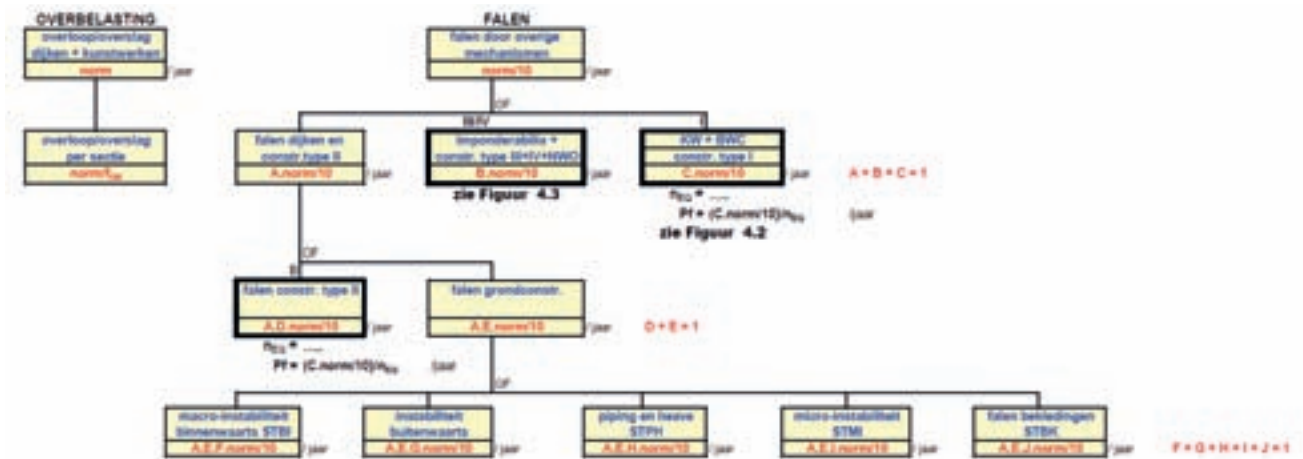 OVERBELASTING
overloop/overslag
dijken + kunstwerken
norm
/ jaar
overloop/overslag
per sectie
FALEN
falen door overige
mechanismen
norm/10
/ jaar
OF
falen dijken en
constr.type II
A.norm/10
/ jaar
III/IV
Imponderabilia +
constr. type III+IV+NWO
B.norm/10
/ jaar
zie Figuur 4.3
I
KW + BWC
constr. type I
C.norm/10
/ jaar
A + B + C = 1
Pf = (C.norm/10)/
/jaar
zie Figuur 4.2
OF
falen constr. type II
A.D.norm/10
/ jaar
Pf = (C.norm/10)/
/jaar
falen grondconstr.
A.E.norm/10
/ jaar
D + E = 1
OF
macro-instabiliteit
binnenwaarts STBI
A.E.F.norm/10
/ jaar
instabiliteit
buitenwaarts
A.E.G.norm/10
/ jaar
piping en heave
STPH
A.E.H.norm/10
/ jaar
micro-instabiliteit
STMI
A.E.I.norm/10
/ jaar
falen bekledingen
STBK
A.E.J.norm/10
/ jaar
F + G + H + I + J = 1